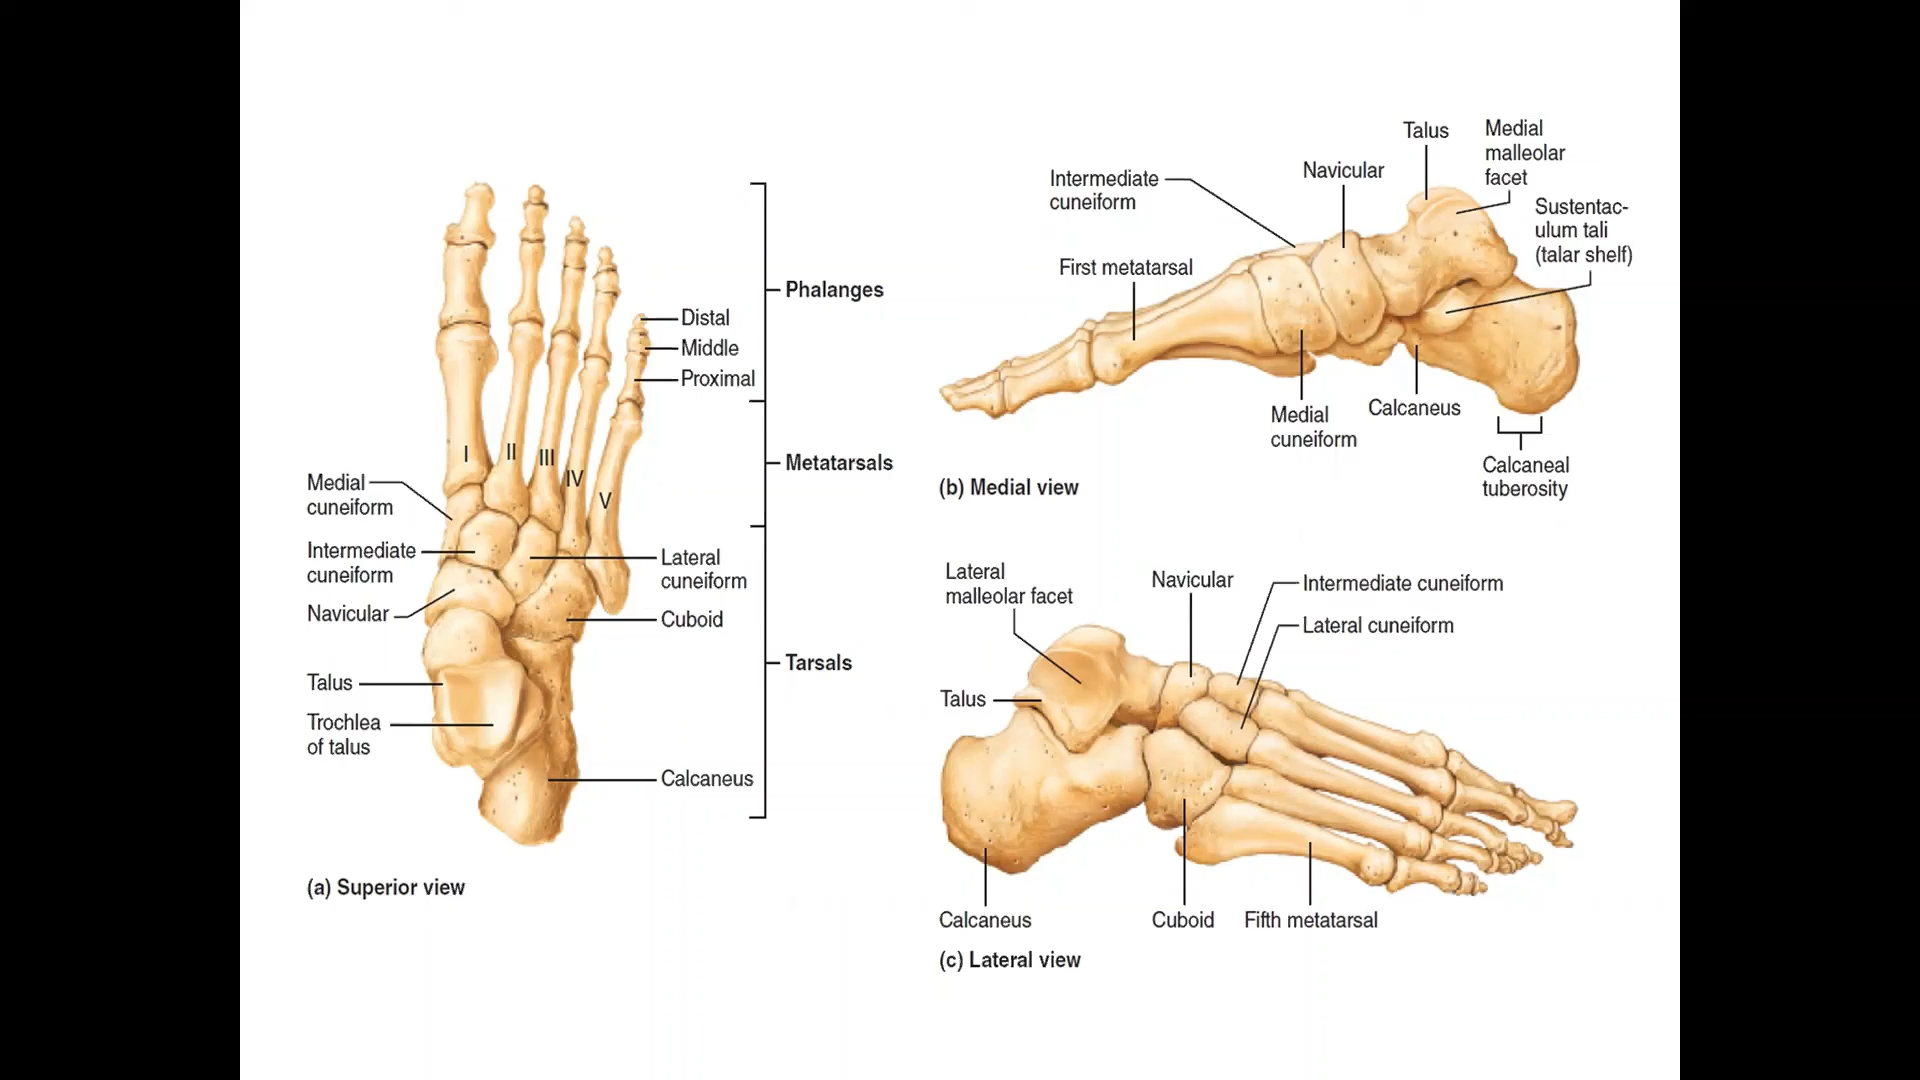 Phalanges
Distal
Middle
Proximal
I
II
III
IV
V
Metatarsals
Medial
cuneiform
Intermediate
cuneiform
Navicular
Lateral
cuneiform
Cuboid
Tarsals
Talus
Trochlea
of talus
Calcaneus
(a) Superior view
Talus
Medial
malleolar
facet
Navicular
Intermediate
cuneiform
Sustentac-
ulum tali
(talar shelf)
First metatarsal
Medial
cuneiform
Calcaneus
Calcaneal
tuberosity
(b) Medial view
Lateral
malleolar facet
Navicular
Intermediate cuneiform
Lateral cuneiform
Talus
Calcaneus
Cuboid
Fifth metatarsal
(c) Lateral view